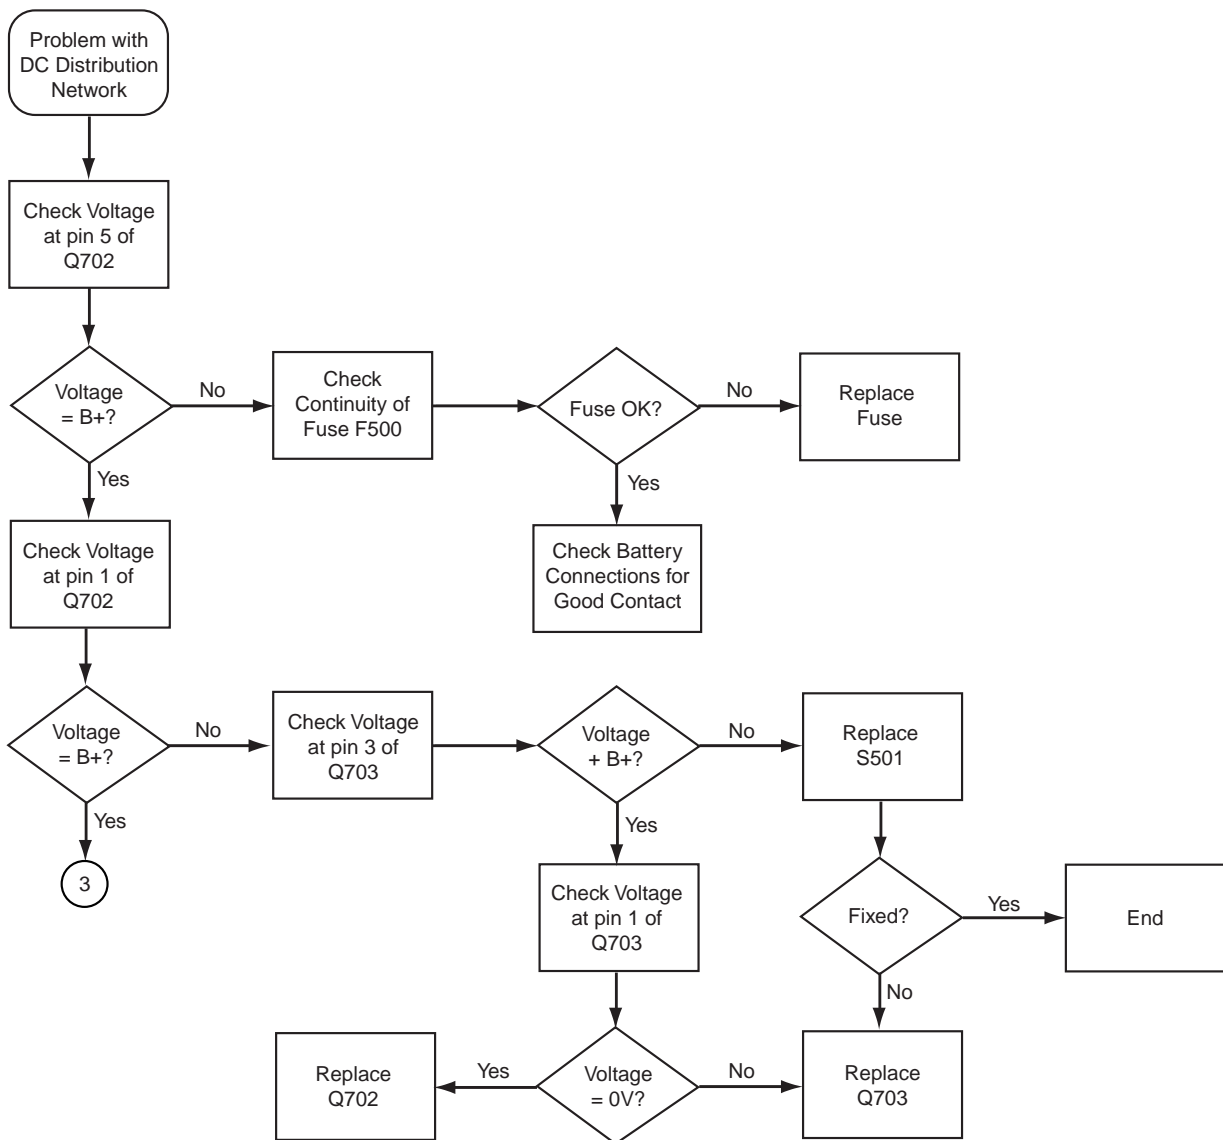 Problem with
DC Distribution
Network
Check Voltage
at pin 5 of
Q702
Voltage
= B+?
No
Check
Continuity of
Fuse F500
Fuse OK?
No
Replace
Fuse
Yes
Yes
Check Voltage
at pin 1 of
Q702
Check Battery
Connections for
Good Contact
Voltage
= B+?
No
Check Voltage
at pin 3 of
Q703
Voltage
+ B+?
No
Replace
S501
Yes
Yes
3
Check Voltage
at pin 1 of
Q703
Fixed?
Yes
End
No
Replace
Q702
Yes
Voltage
= 0V?
No
Replace
Q703